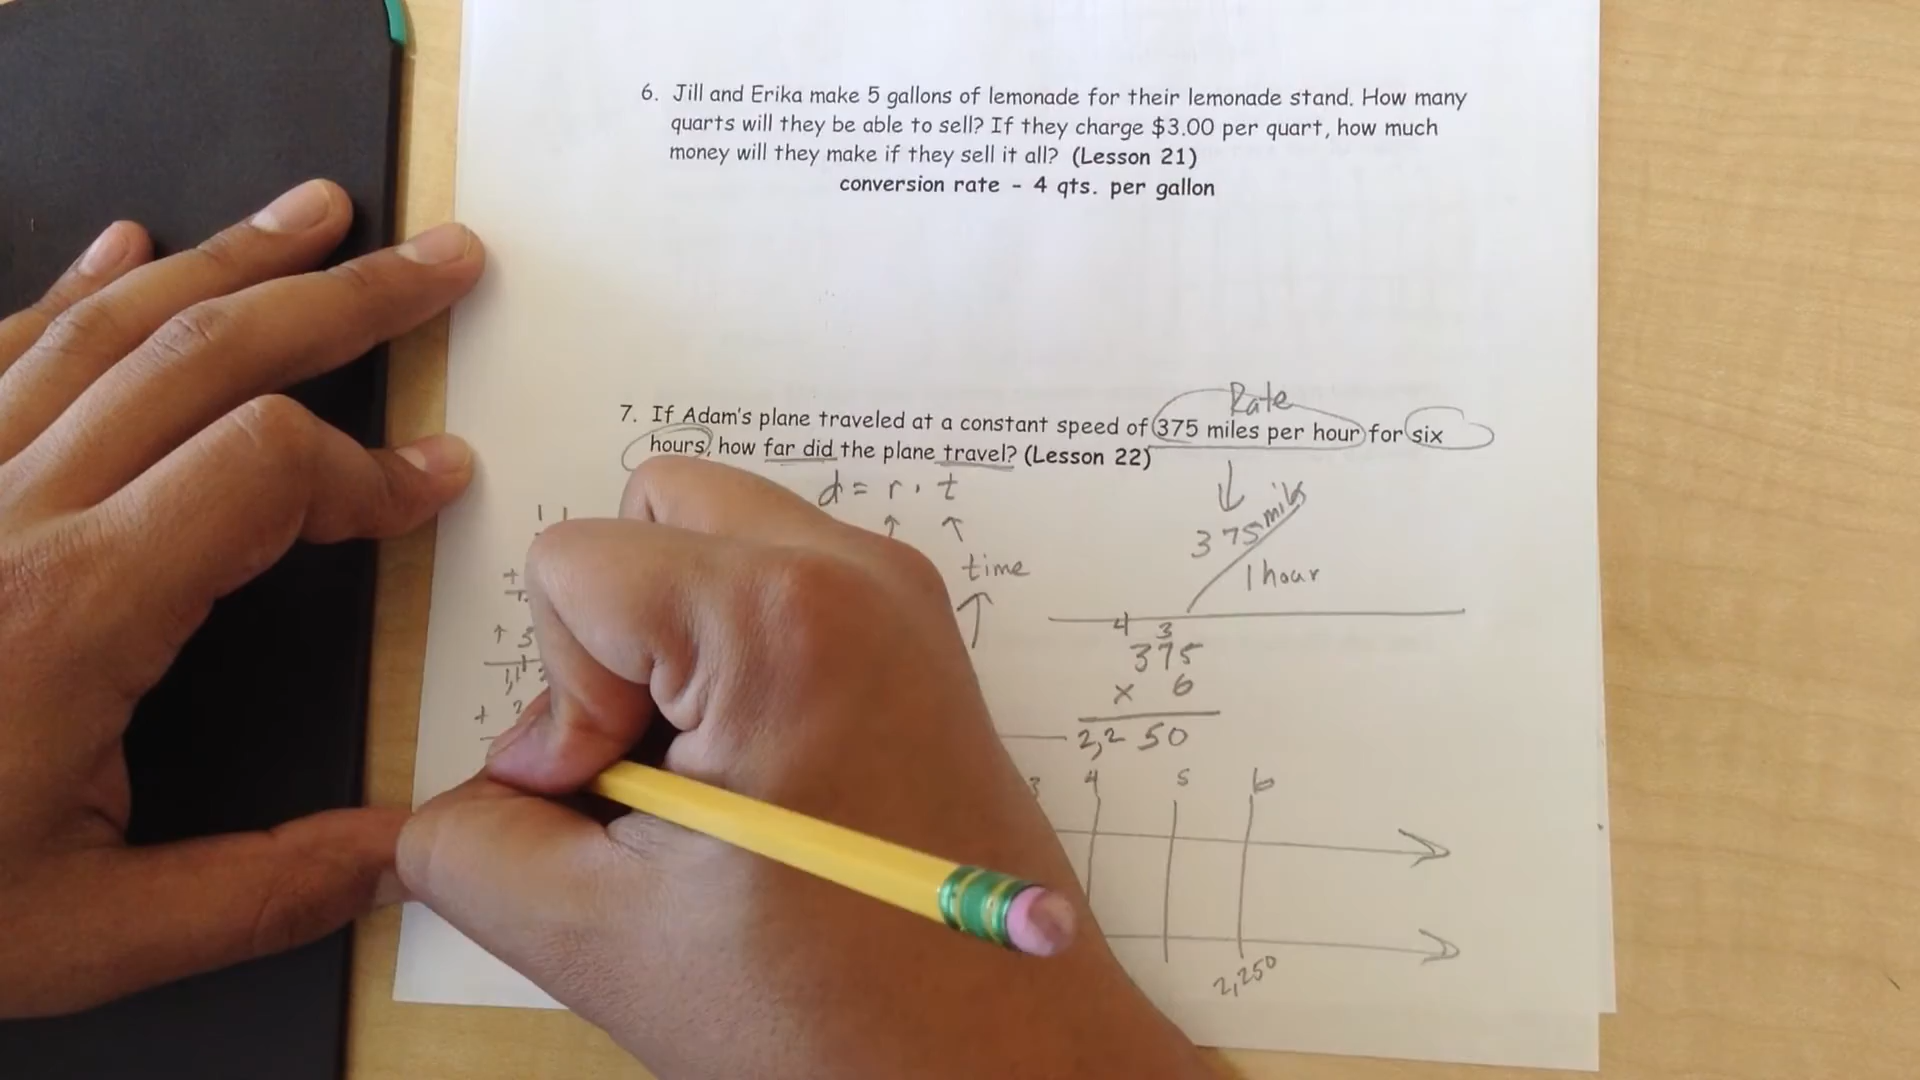 6. Jill and Erika make 5 gallons of lemonade for their lemonade stand. How many
quarts will they be able to sell? If they charge $3.00 per quart, how much
money will they make if they sell it all? (Lesson 21)
conversion rate - 4 qts. per gallon
Rate
7. If Adam's plane traveled at a constant speed of 375 miles per hour for six
hours, how far did the plane travel? (Lesson 22)
d = r · t
375 miles
time
1 hour
4 3
375
x 6
2,250
3 4 5 6
2,250